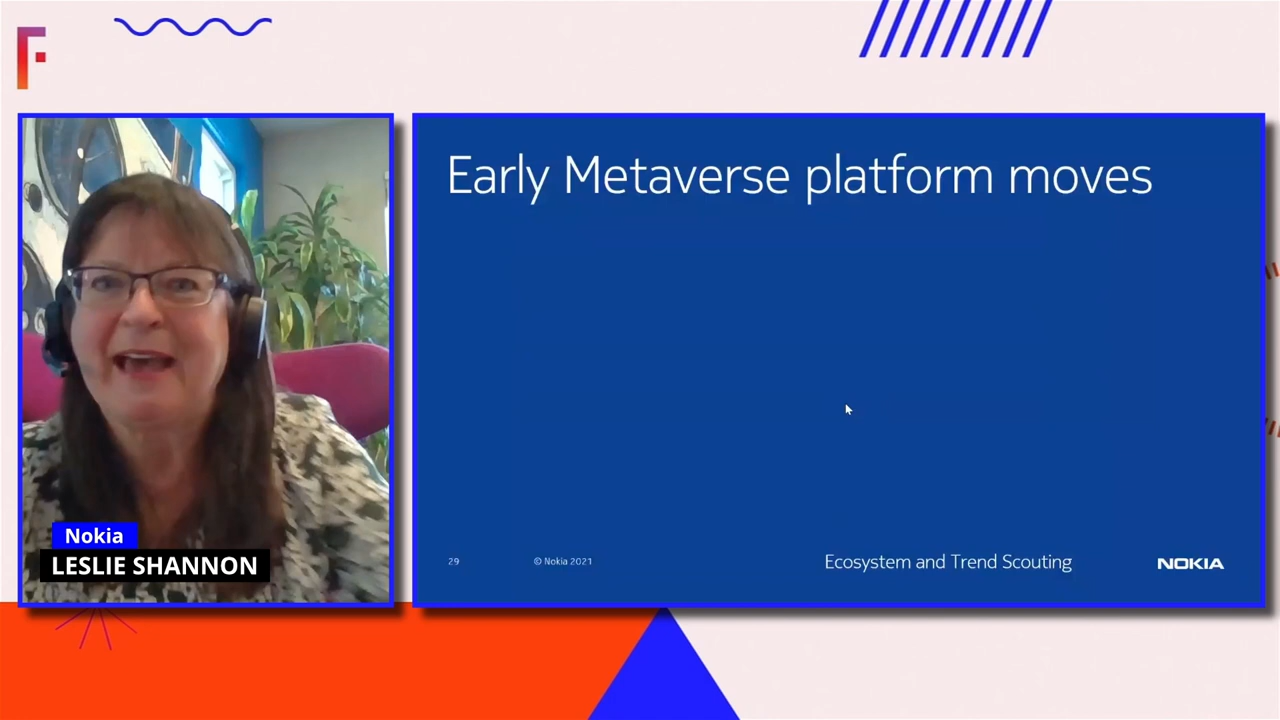 Early Metaverse platform moves
Nokia
LESLIE SHANNON
29
© Nokia 2021
Ecosystem and Trend Scouting
NOKIA